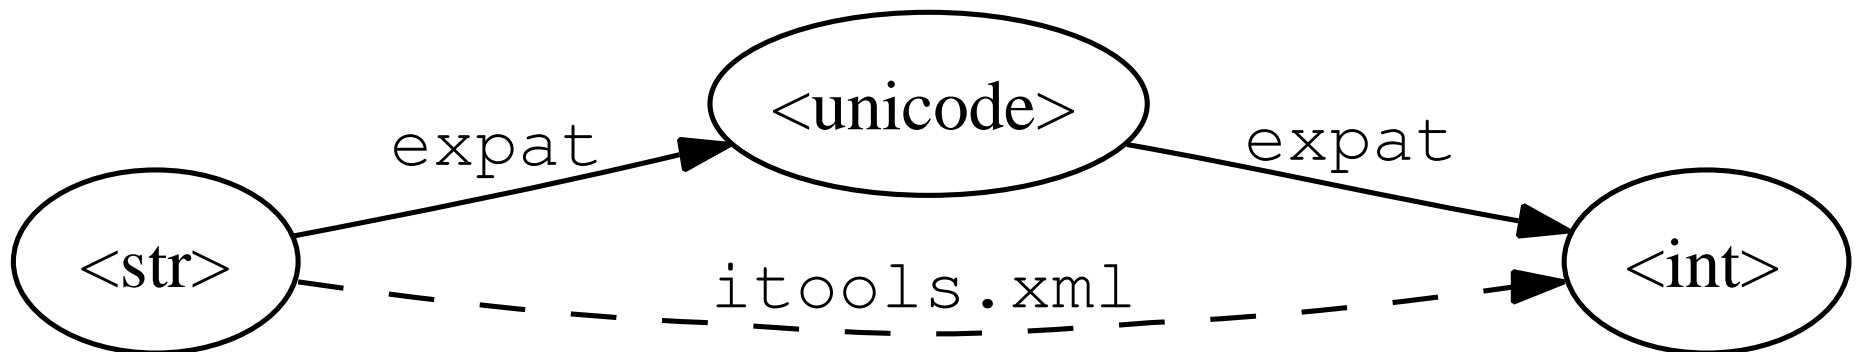 <unicode>
expat
expat
<str>
<int>
itools.xml